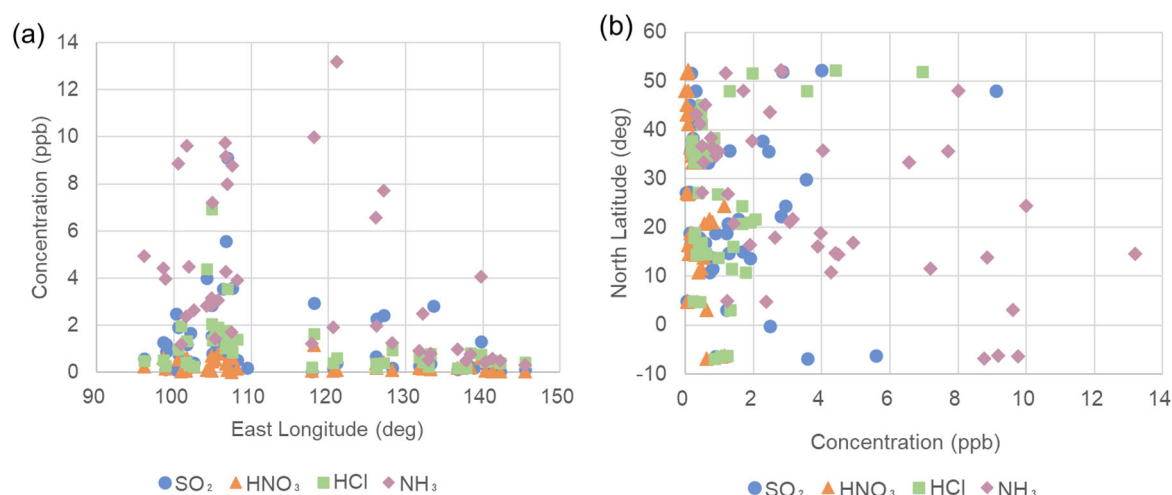 (a)
14
12
10
8
6
4
2
0
90 100 110 120 130 140 150
Concentration (ppb)
East Longitude (deg)
SO₂ HNO₃ HCl NH₃
(b)
60
50
40
30
20
10
0
-10
0 2 4 6 8 10 12 14
North Latitude (deg)
Concentration (ppb)
SO₂ HNO₃ HCl NH₃